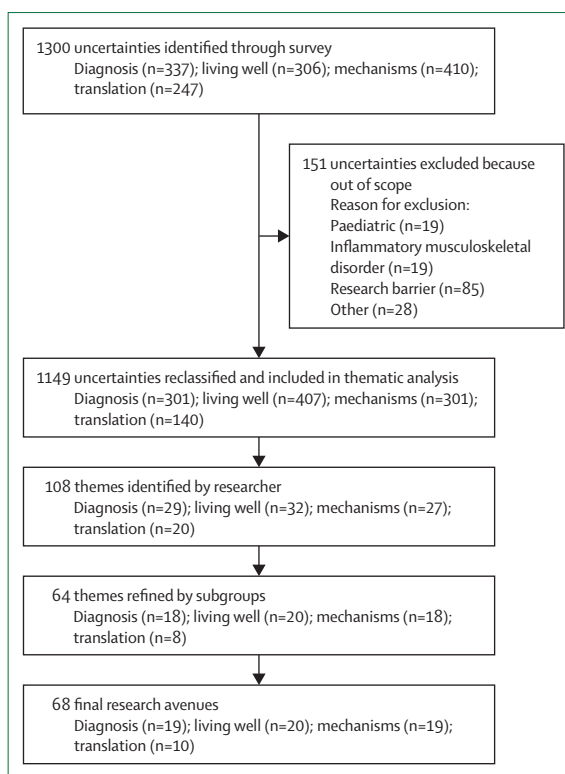 1300 uncertainties identified through survey
Diagnosis (n=337); living well (n=306); mechanisms (n=410);
translation (n=247)
151 uncertainties excluded because
out of scope
Reason for exclusion:
Paediatric (n=19)
Inflammatory musculoskeletal
disorder (n=19)
Research barrier (n=85)
Other (n=28)
1149 uncertainties reclassified and included in thematic analysis
Diagnosis (n=301); living well (n=407); mechanisms (n=301);
translation (n=140)
108 themes identified by researcher
Diagnosis (n=29); living well (n=32); mechanisms (n=27);
translation (n=20)
64 themes refined by subgroups
Diagnosis (n=18); living well (n=20); mechanisms (n=18);
translation (n=8)
68 final research avenues
Diagnosis (n=19); living well (n=20); mechanisms (n=19);
translation (n=10)